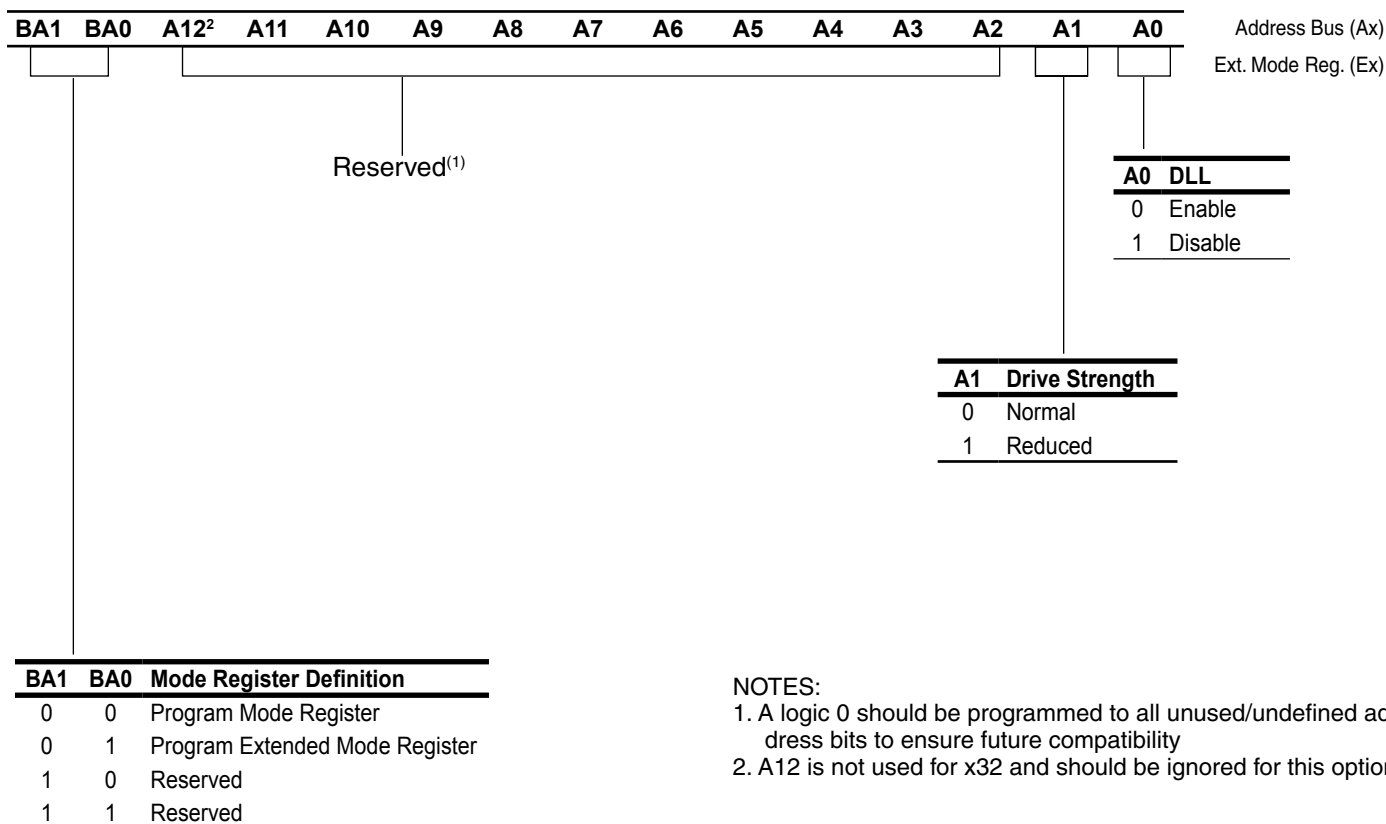 BA1 BA0 A12² A11 A10 A9 A8 A7 A6 A5 A4 A3 A2 A1 A0 Address Bus (Ax)
Ext. Mode Reg. (Ex)
Reserved(1)
A0 DLL
0 Enable
1 Disable
A1 Drive Strength
0 Normal
1 Reduced
BA1 BA0 Mode Register Definition
0 0 Program Mode Register
0 1 Program Extended Mode Register
1 0 Reserved
1 1 Reserved
NOTES:
1. A logic 0 should be programmed to all unused/undefined ad
dress bits to ensure future compatibility
2. A12 is not used for x32 and should be ignored for this option